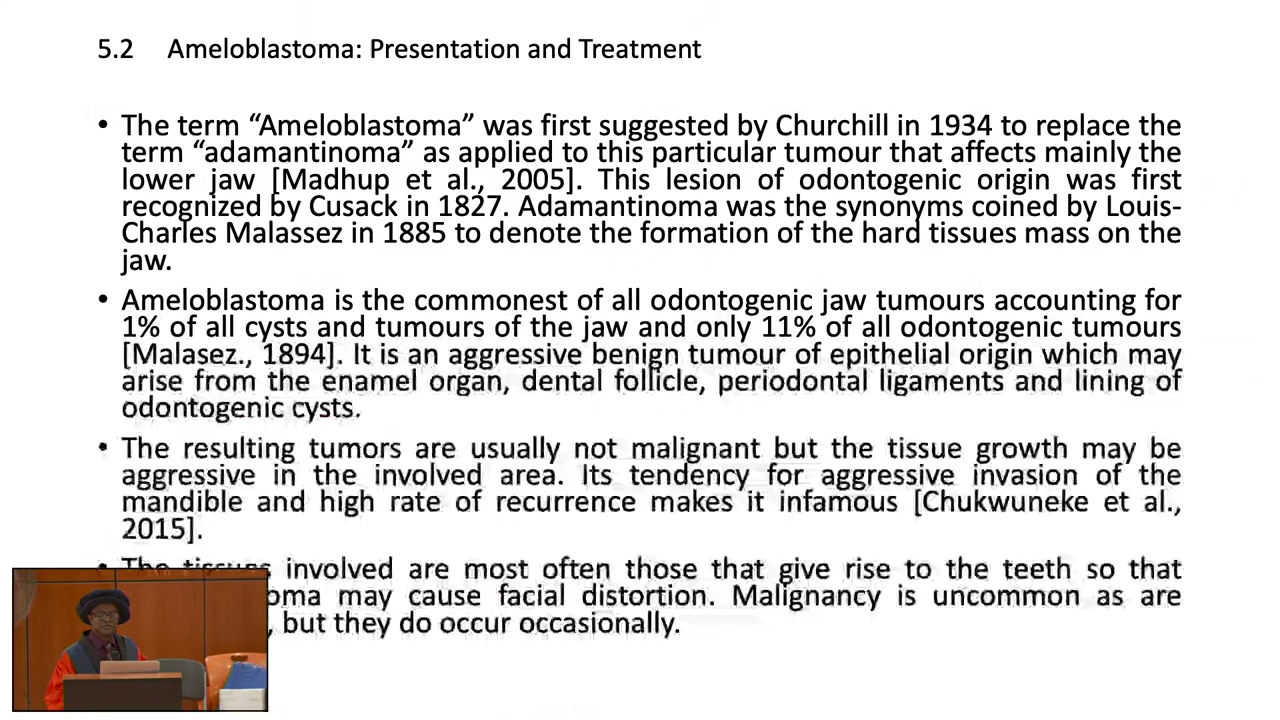 5.2 Ameloblastoma: Presentation and Treatment
• The term “Ameloblastoma” was first suggested by Churchill in 1934 to replace the
term “adamantinoma” as applied to this particular tumour that affects mainly the
lower jaw [Madhup et al., 2005]. This lesion of odontogenic origin was first
recognized by Cusack in 1827. Adamantinoma was the synonyms coined by Louis-
Charles Malassez in 1885 to denote the formation of the hard tissues mass on the
jaw.
• Ameloblastoma is the commonest of all odontogenic jaw tumours accounting for
1% of all cysts and tumours of the jaw and only 11% of all odontogenic tumours
[Malasez., 1894]. It is an aggressive benign tumour of epithelial origin which may
arise from the enamel organ, dental follicle, periodontal ligaments and lining of
odontogenic cysts.
• The resulting tumors are usually not malignant but the tissue growth may be
aggressive in the involved area. Its tendency for aggressive invasion of the
mandible and high rate of recurrence makes it infamous [Chukwuneke et al.,
2015].
• The tissues involved are most often those that give rise to the teeth so that
oma may cause facial distortion. Malignancy is uncommon as are
, but they do occur occasionally.